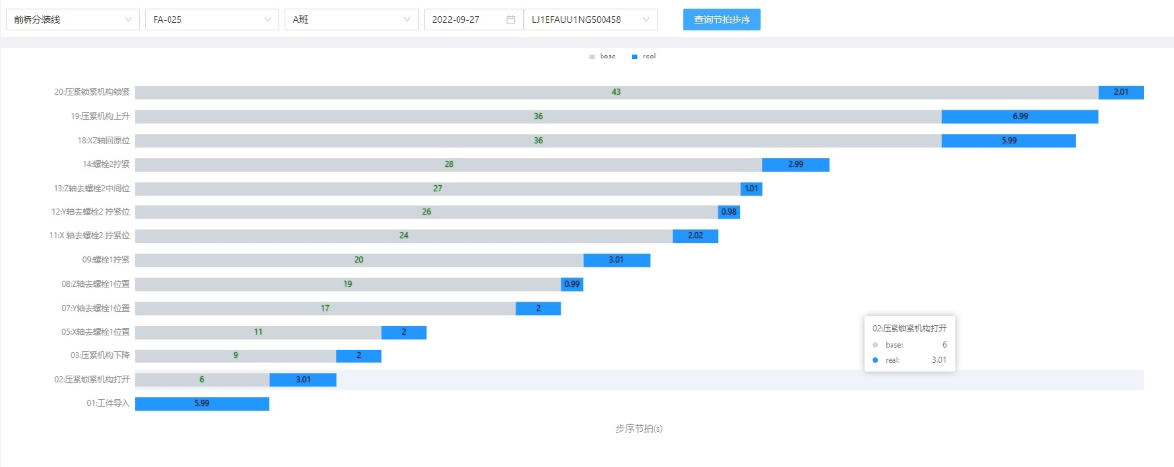 前桥分装线 FA-025 A班 2022-09-27 LJ1EFAUU1NG500458 查询节拍步序
base real
20:压紧锁紧机构锁紧 43 2.01
19:压紧机构上升 36 6.99
18:XZ轴回原位 36 5.99
14:螺栓2拧紧 28 2.99
13:Z轴去螺栓2中间位 27 1.01
12:Y轴去螺栓2 拧紧位 26 0.98
11:X 轴去螺栓2 拧紧位 24 2.02
09:螺栓1拧紧 20 3.01
08:Z轴去螺栓1位置 19 0.99
07:Y轴去螺栓1位置 17 2
05:X轴去螺栓1位置 11 2
03:压紧机构下降 9 2
02:压紧锁紧机构打开 6 3.01
01:工件导入 5.99
步序节拍(s)
02:压紧锁紧机构打开
base: 6
real: 3.01